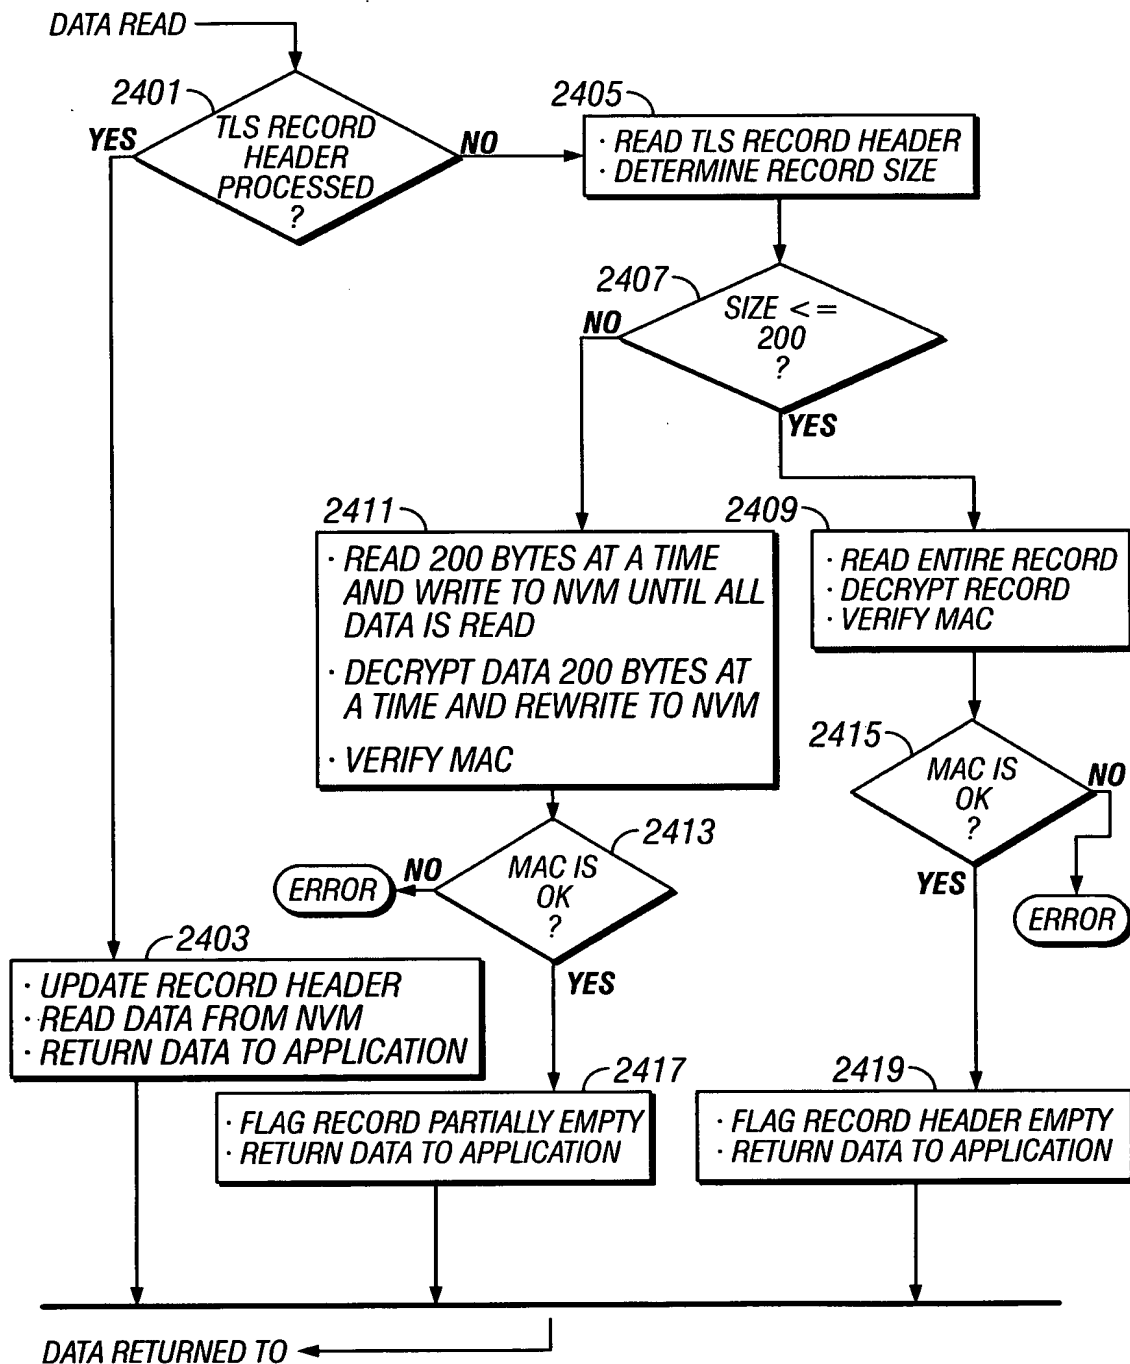 DATA READ
2401
TLS RECORD
HEADER
PROCESSED
?
YES
NO
2405
· READ TLS RECORD HEADER
· DETERMINE RECORD SIZE
2407
SIZE < =
200
?
NO
YES
2411
· READ 200 BYTES AT A TIME
AND WRITE TO NVM UNTIL ALL
DATA IS READ
· DECRYPT DATA 200 BYTES AT
A TIME AND REWRITE TO NVM
· VERIFY MAC
2409
· READ ENTIRE RECORD
· DECRYPT RECORD
· VERIFY MAC
2415
MAC IS
OK
?
NO
YES
ERROR
2413
MAC IS
OK
?
NO
ERROR
YES
2403
· UPDATE RECORD HEADER
· READ DATA FROM NVM
· RETURN DATA TO APPLICATION
2417
· FLAG RECORD PARTIALLY EMPTY
· RETURN DATA TO APPLICATION
2419
· FLAG RECORD HEADER EMPTY
· RETURN DATA TO APPLICATION
DATA RETURNED TO